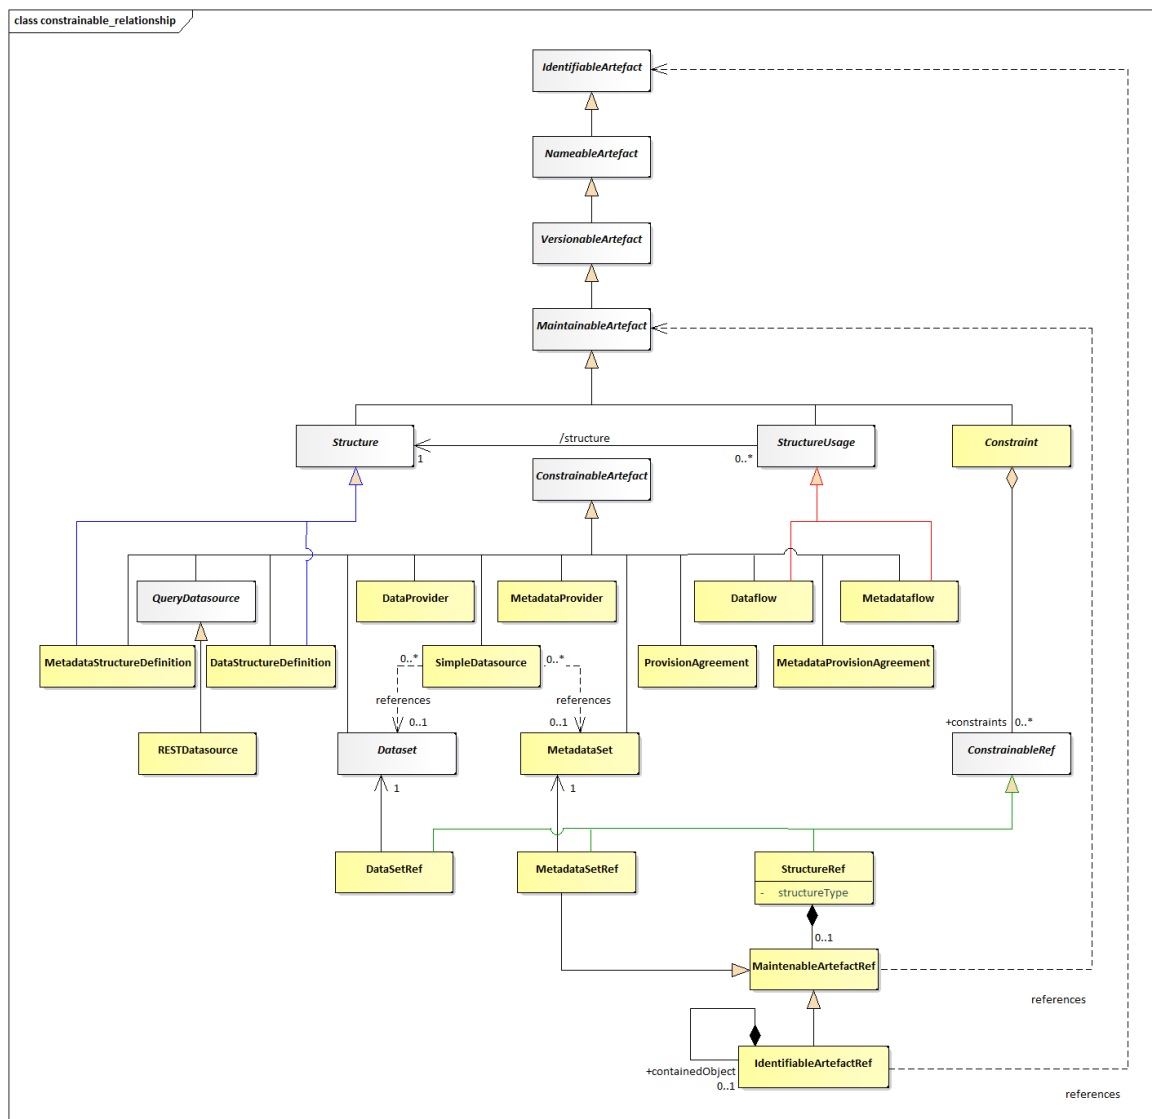 class constrainable_relationship
IdentifiableArtefact
NameableArtefact
VersionableArtefact
MaintainableArtefact
Structure
/structure
1
0..*
StructureUsage
Constraint
ConstrainableArtefact
QueryDatasource
DataProvider
MetadataProvider
Dataflow
Metadataflow
MetadataStructureDefinition
DataStructureDefinition
0..*
SimpleDatasource
0..*
ProvisionAgreement
MetadataProvisionAgreement
references
references
0..1
0..1
+constraints
0..*
RESTDatasource
Dataset
MetadataSet
ConstrainableRef
1
1
DataSetRef
MetadataSetRef
StructureRef
- structureType
0..1
MaintenableArtefactRef
references
IdentifiableArtefactRef
+containedObject
0..1
references